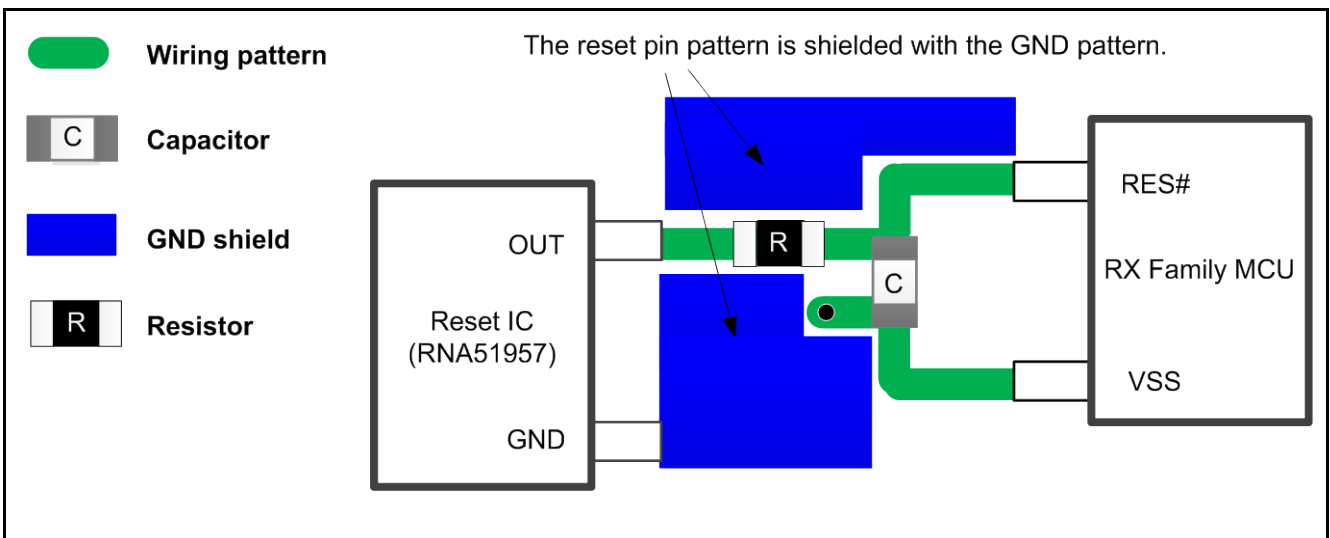 Wiring pattern
C
Capacitor
GND shield
R
Resistor
The reset pin pattern is shielded with the GND pattern.
OUT
Reset IC
(RNA51957)
GND
R
C
RES#
RX Family MCU
VSS